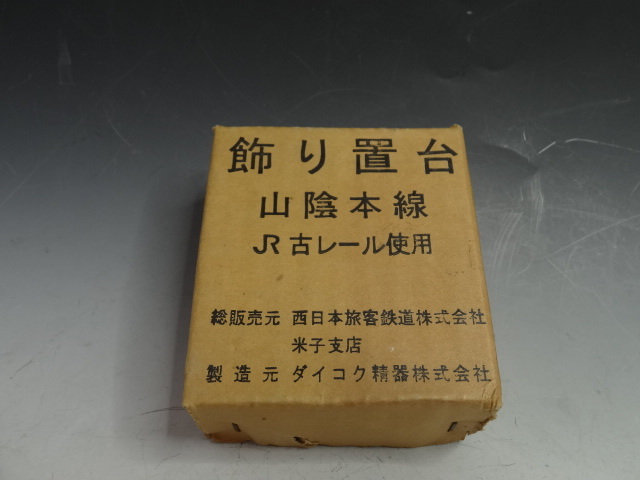 飾り置台
山陰本線
JR古レール使用
総販売元 西日本旅客鉄道株式会社
米子支店
製造元 ダイコク精器株式会社